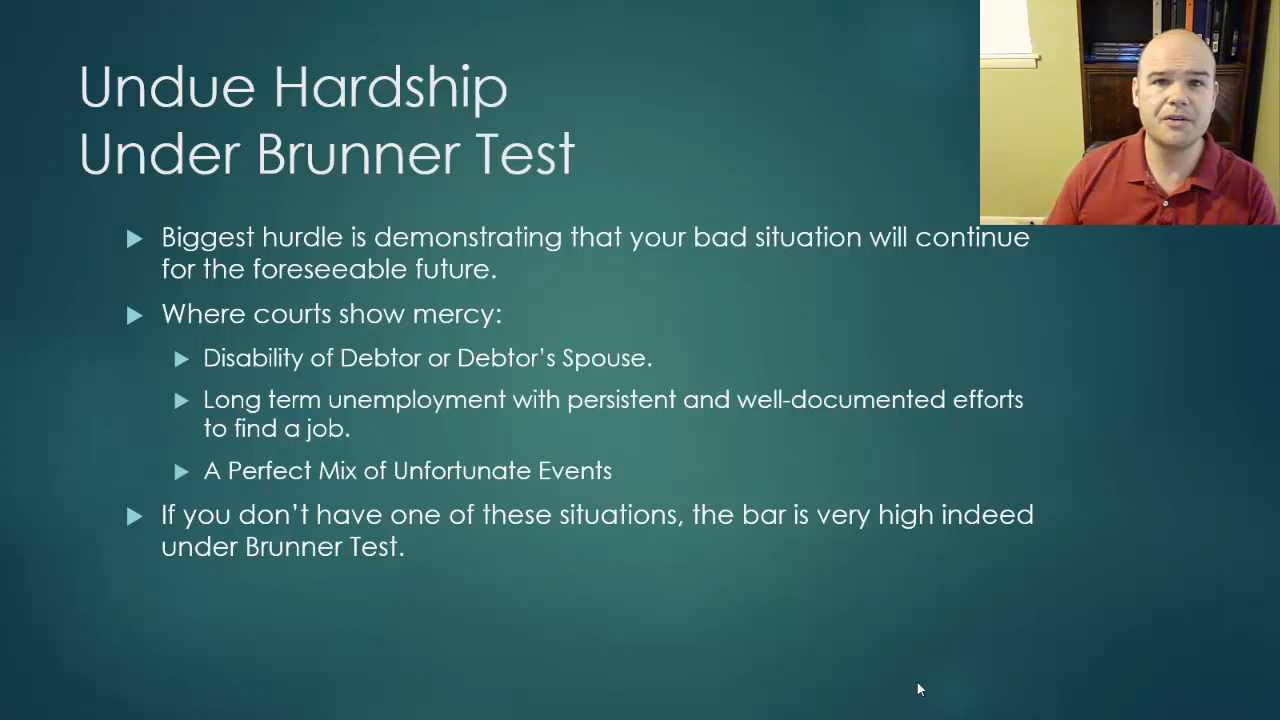 Undue Hardship
Under Brunner Test
Biggest hurdle is demonstrating that your bad situation will continue
for the foreseeable future.
Where courts show mercy:
Disability of Debtor or Debtor’s Spouse.
Long term unemployment with persistent and well-documented efforts
to find a job.
A Perfect Mix of Unfortunate Events
If you don’t have one of these situations, the bar is very high indeed
under Brunner Test.